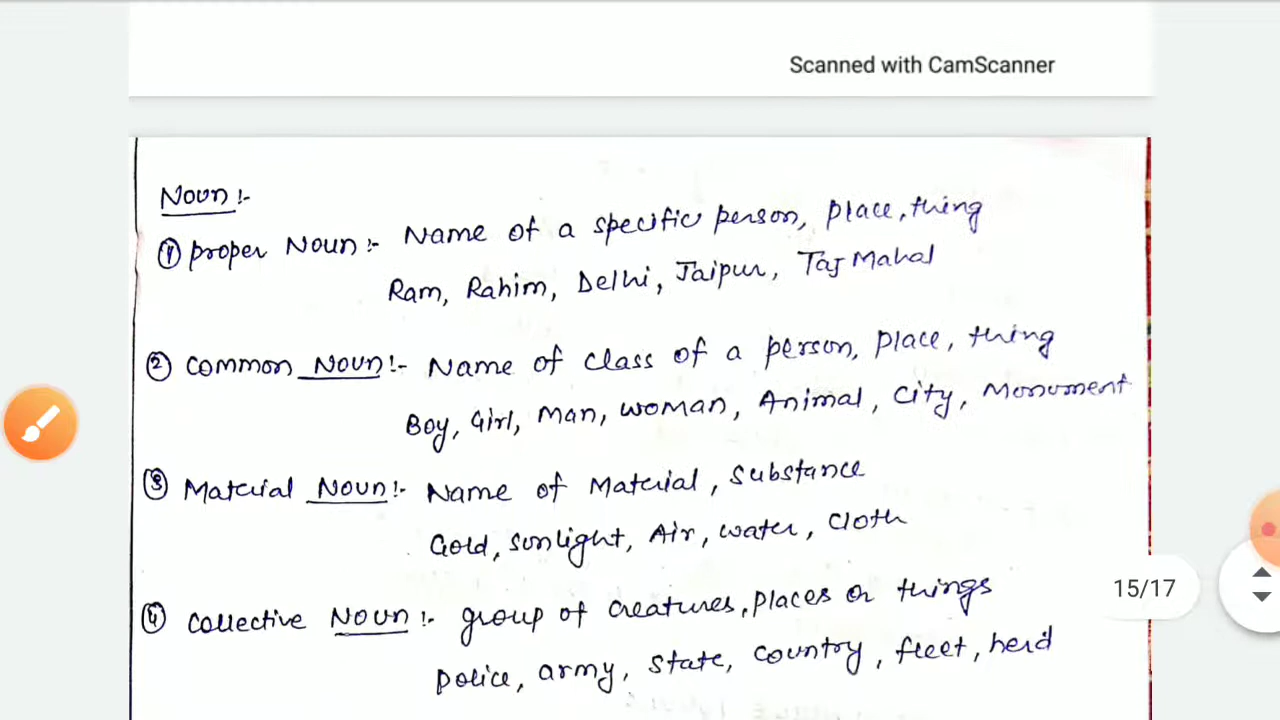 Scanned with CamScanner
Noun :-
① proper Noun :- Name of a specific person, place, thing
Ram, Rahim, Delhi, Jaipur, Taj Mahal
② Common Noun :- Name of class of a person, place, thing
Boy, Girl, Man, woman, Animal, City, Monument
③ Material Noun :- Name of Material, substance
Gold, sunlight, Air, water, cloth
④ Collective Noun :- group of creatures, places or things
15/17
police, army, state, country, fleet, herd